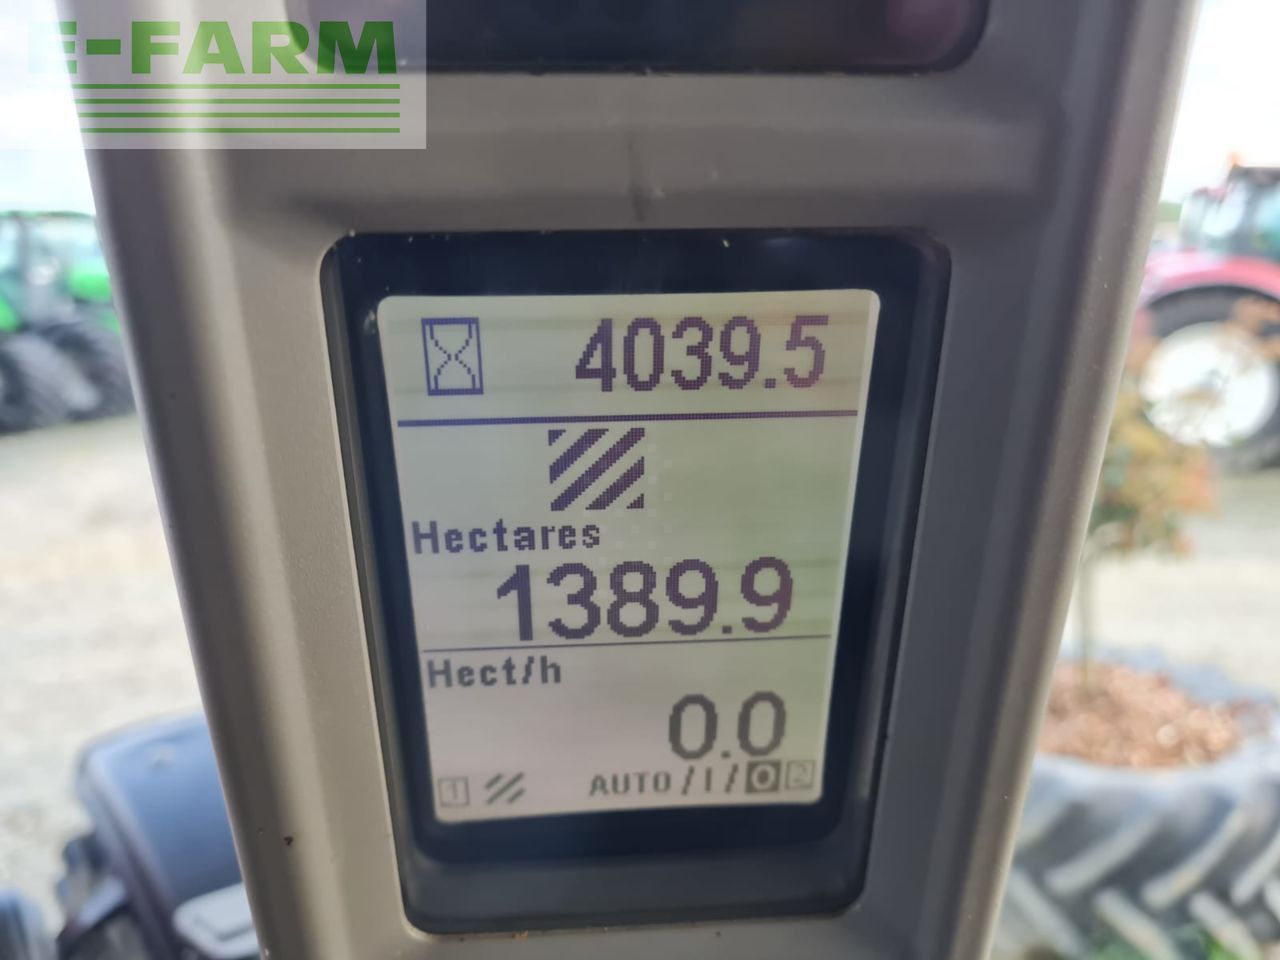 E-FARM
4039.5
Hectares
1389.9
Hect/h
0.0
1 AUTO/I/O 2